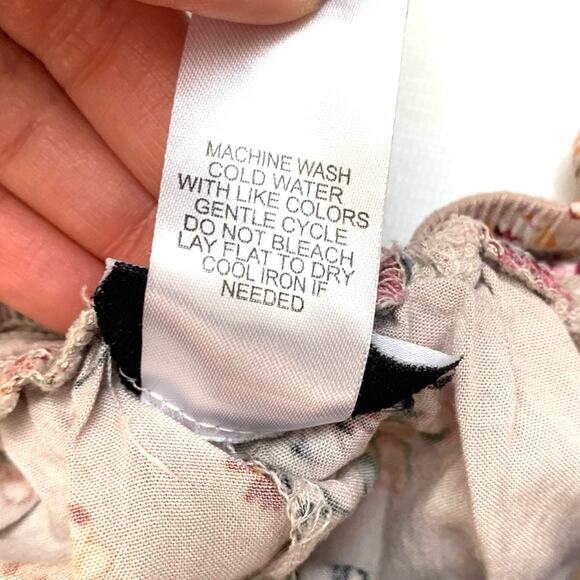 MACHINE WASH
COLD WATER
WITH LIKE COLORS
GENTLE CYCLE
DO NOT BLEACH
LAY FLAT TO DRY
COOL IRON IF
NEEDED